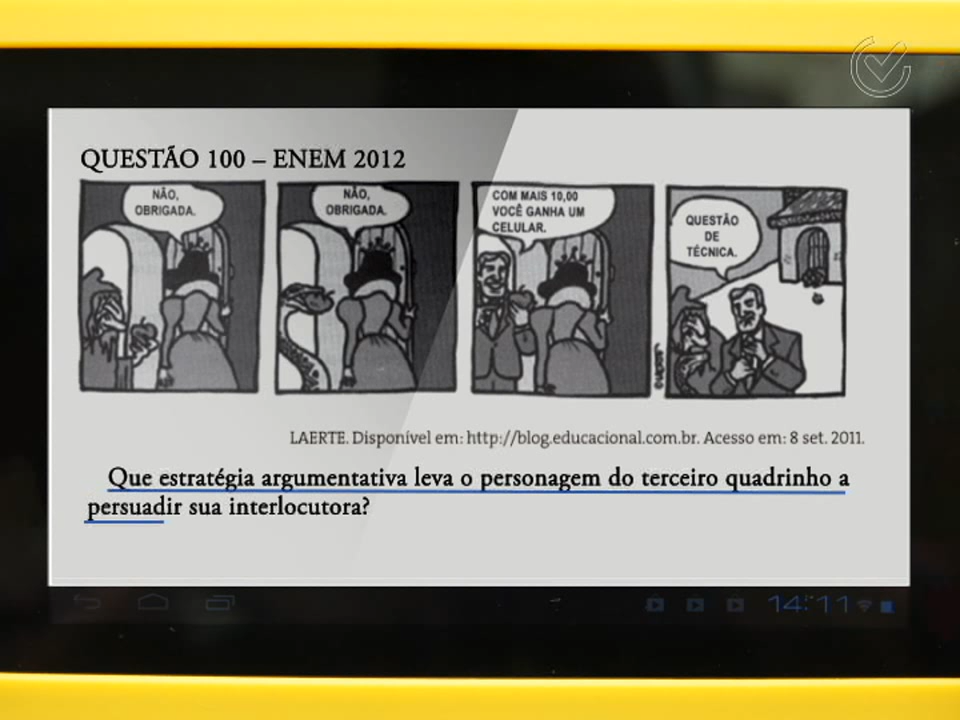 QUESTÃO 100 – ENEM 2012
NÃO,
OBRIGADA.
NÃO,
OBRIGADA.
COM MAIS 10,00
VOCÊ GANHA UM
CELULAR.
QUESTÃO
DE
TÉCNICA.
LAERTE. Disponível em: http://blog.educacional.com.br. Acesso em: 8 set. 2011.
Que estratégia argumentativa leva o personagem do terceiro quadrinho a
persuadir sua interlocutora?
14:11